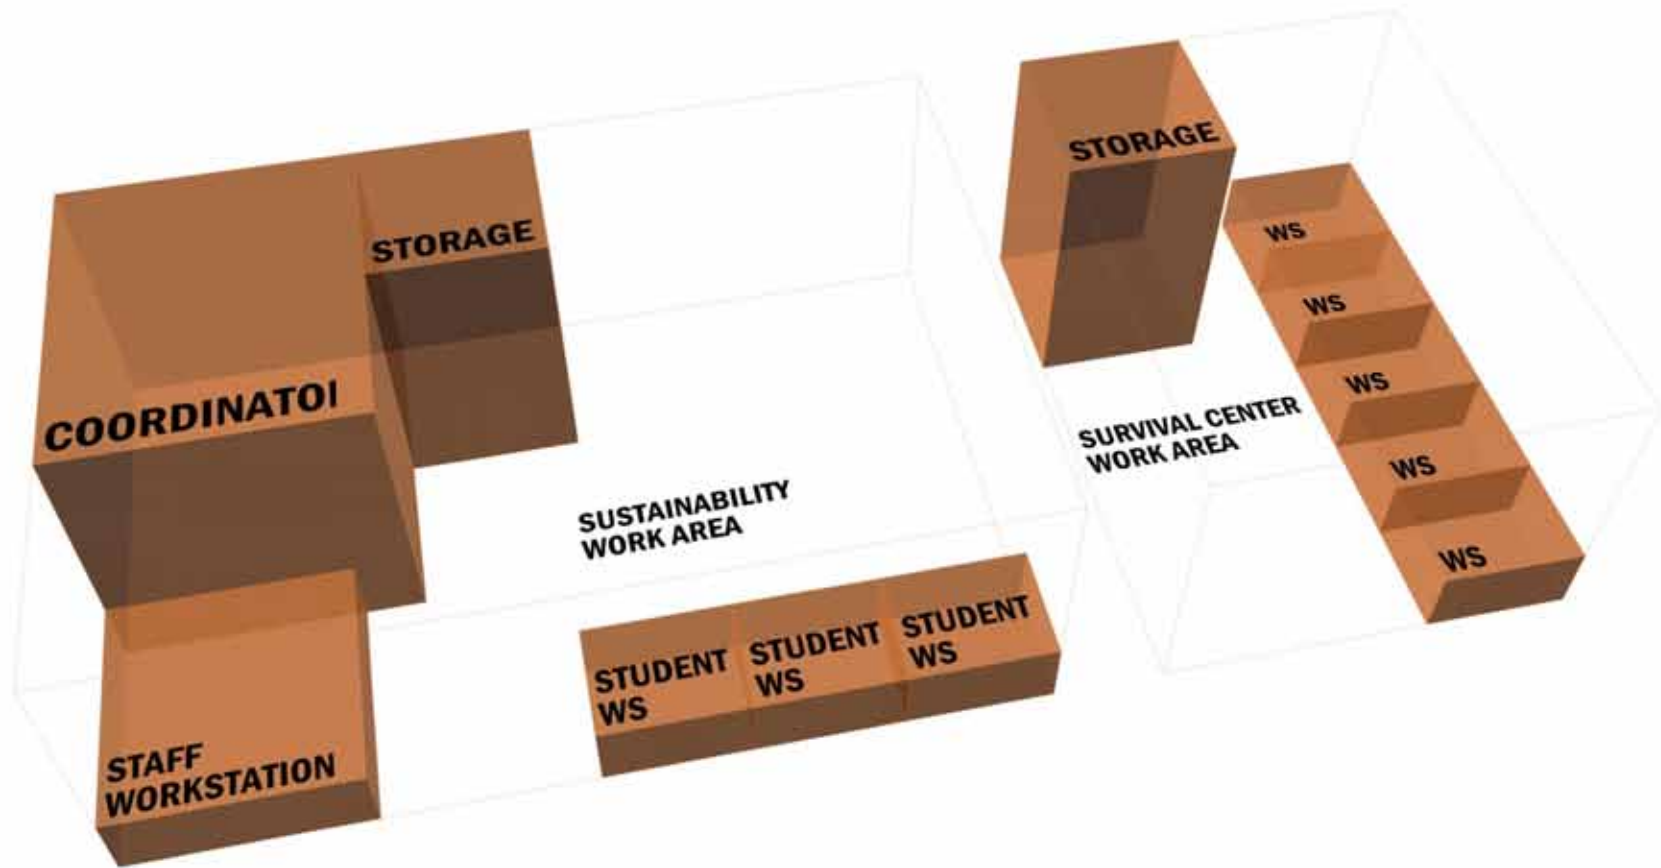 STORAGE
COORDINATOI
STORAGE
WS
WS
WS
WS
WS
SURVIVAL CENTER
WORK AREA
SUSTAINABILITY
WORK AREA
STUDENT
WS
STUDENT
WS
STUDENT
WS
STAFF
WORKSTATION